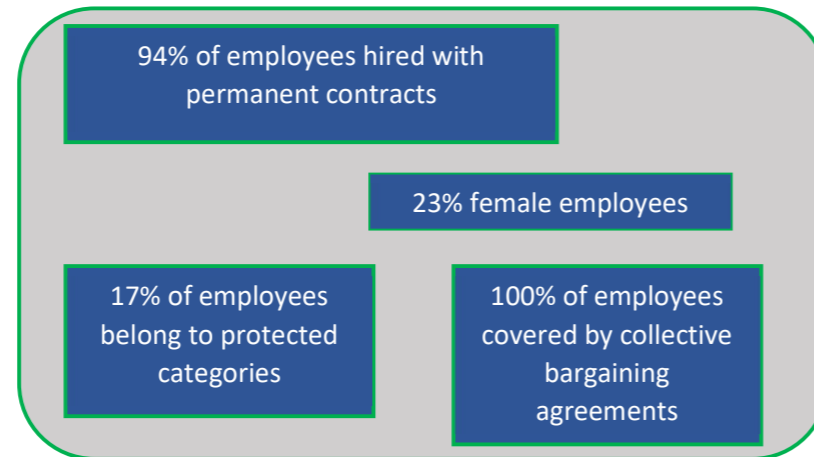 94% of employees hired with
permanent contracts
23% female employees
17% of employees
belong to protected
categories
100% of employees
covered by collective
bargaining
agreements